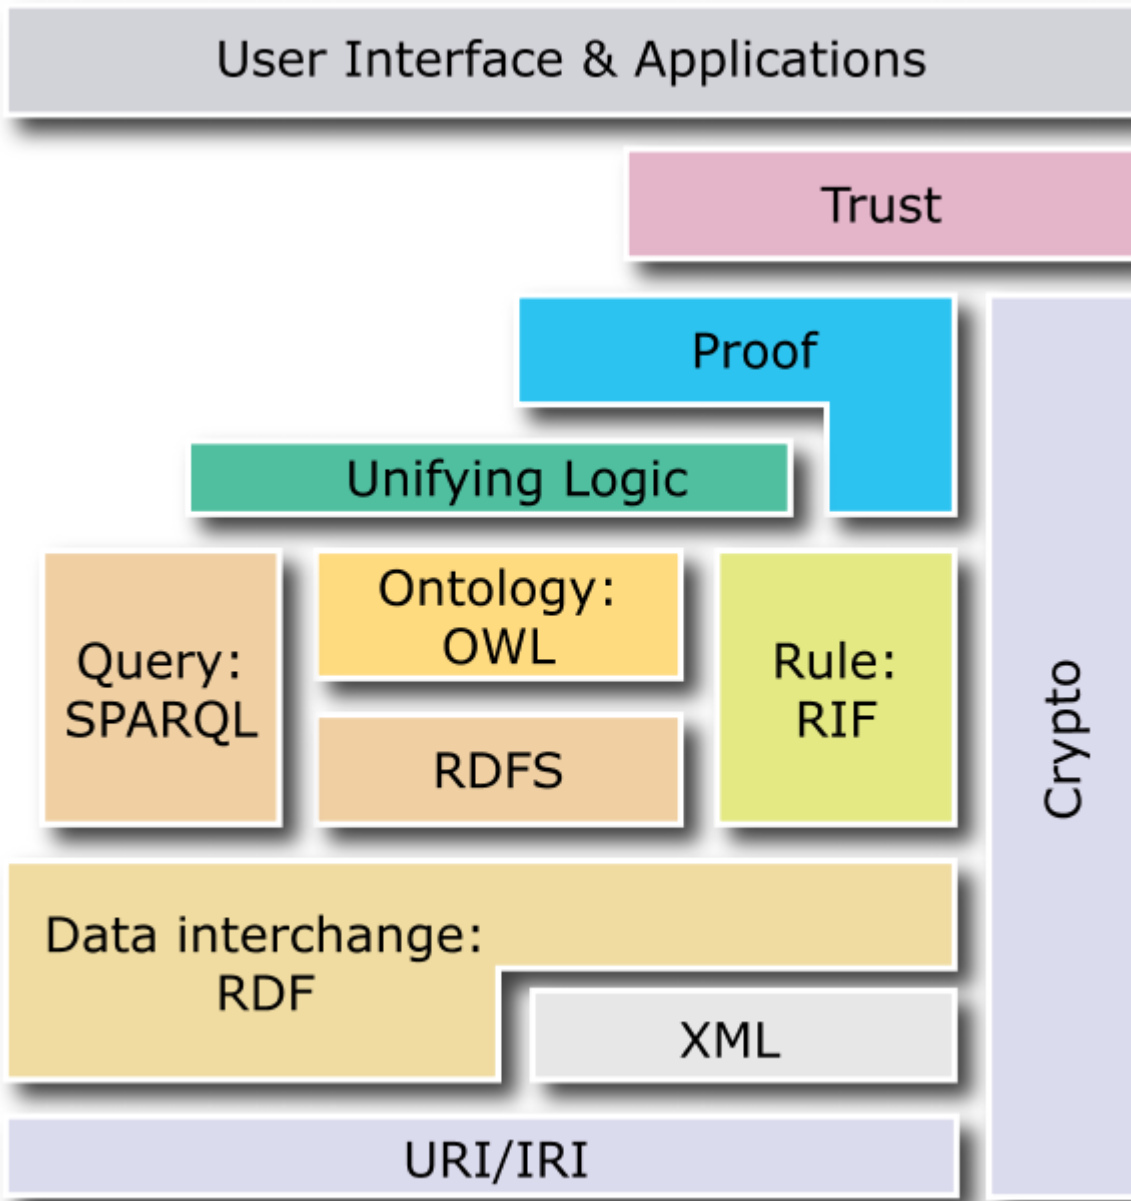 User Interface & Applications
Trust
Proof
Unifying Logic
Query:
SPARQL
Ontology:
OWL
RDFS
Rule:
RIF
Crypto
Data interchange:
RDF
XML
URI/IRI